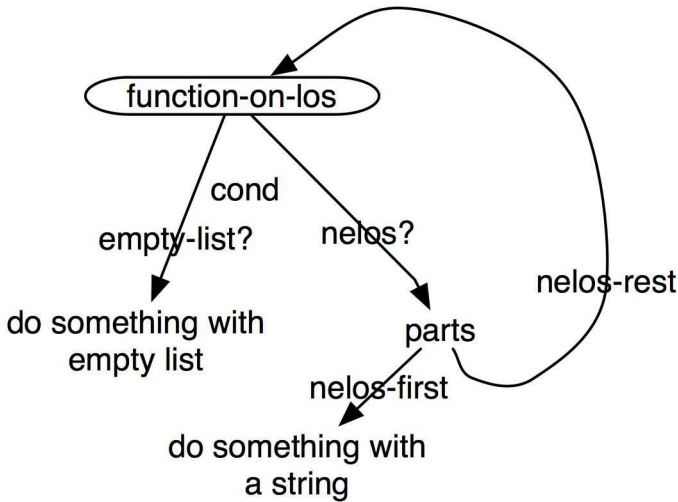 function-on-los
cond
empty-list?
nelos?
nelos-rest
do something with
empty list
parts
nelos-first
do something with
a string